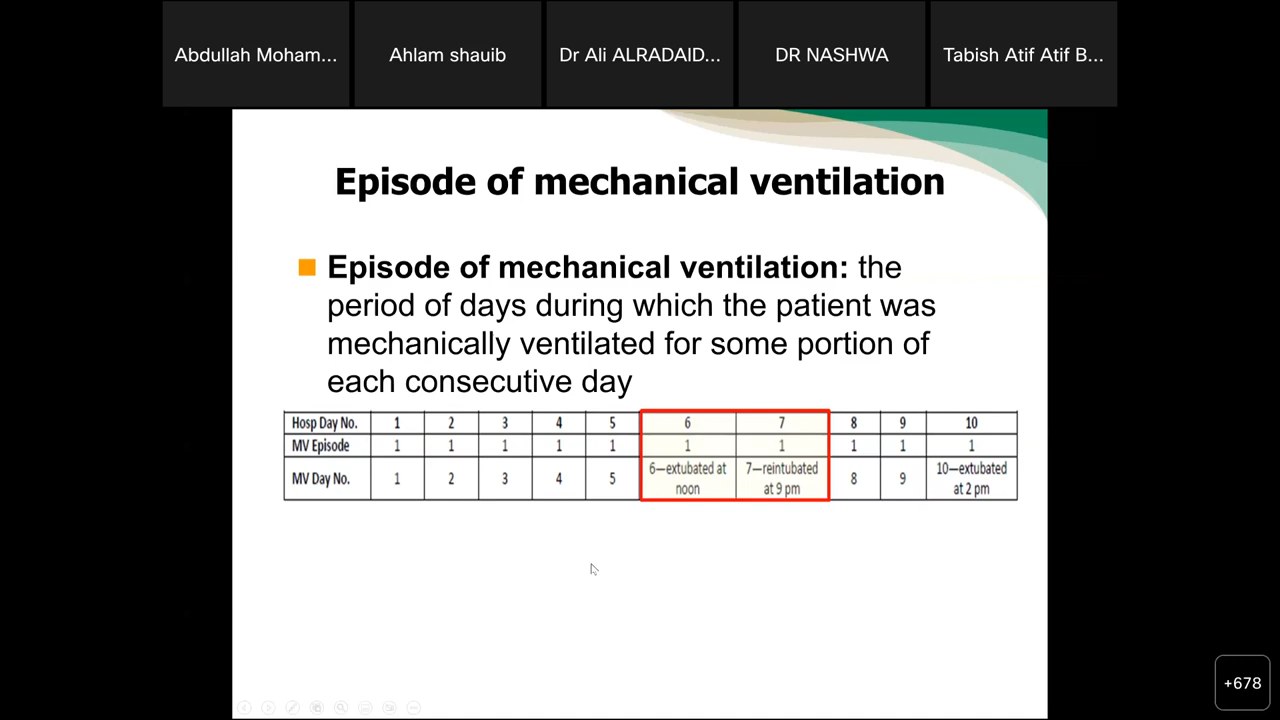 Abdullah Moham...
Ahlam shauib
Dr Ali ALRADAID...
DR NASHWA
Tabish Atif Atif B...
Episode of mechanical ventilation
Episode of mechanical ventilation: the
period of days during which the patient was
mechanically ventilated for some portion of
each consecutive day
Hosp Day No. 1 2 3 4 5 6 7 8 9 10
MV Episode 1 1 1 1 1 1 1 1 1 1
MV Day No. 1 2 3 4 5 6—extubated at noon 7—reintubated at 9 pm 8 9 10—extubated at 2 pm
+678